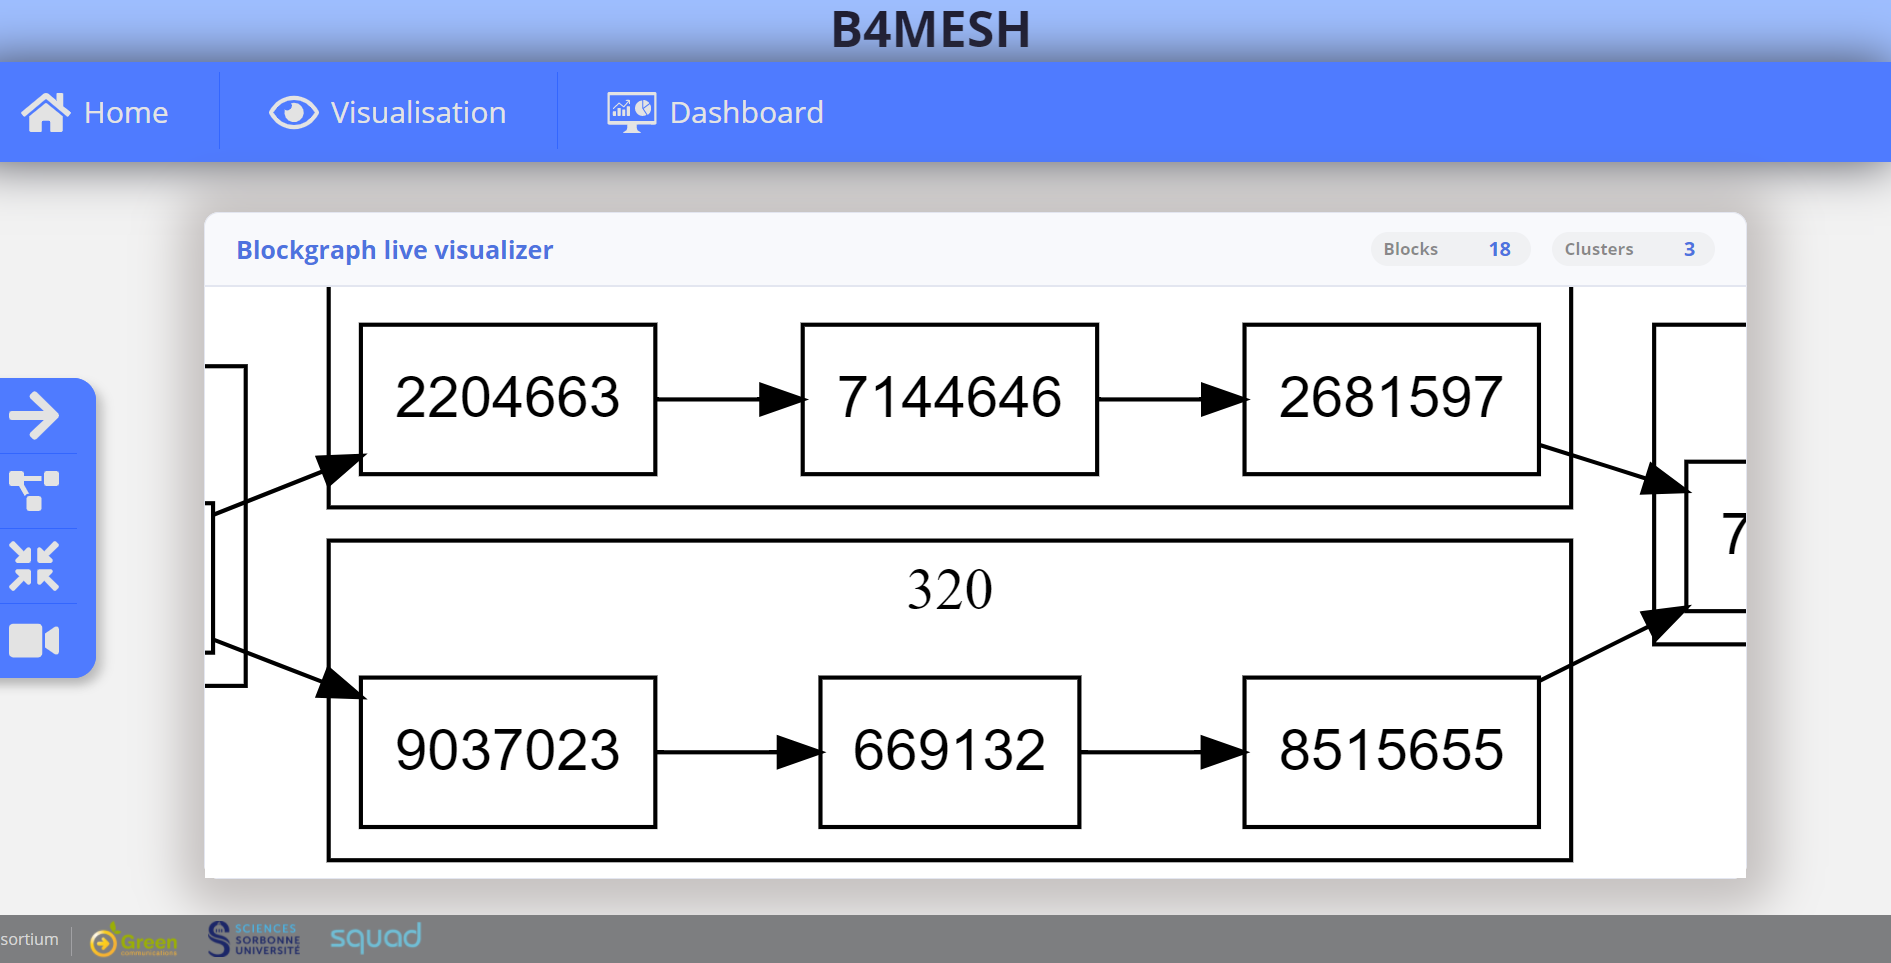 B4MESH
Home
Visualisation
Dashboard
Blockgraph live visualizer
Blocks 18
Clusters 3
2204663
7144646
2681597
7
320
9037023
669132
8515655
sortium
Green
communications
SCIENCES
SORBONNE
UNIVERSITÉ
squad